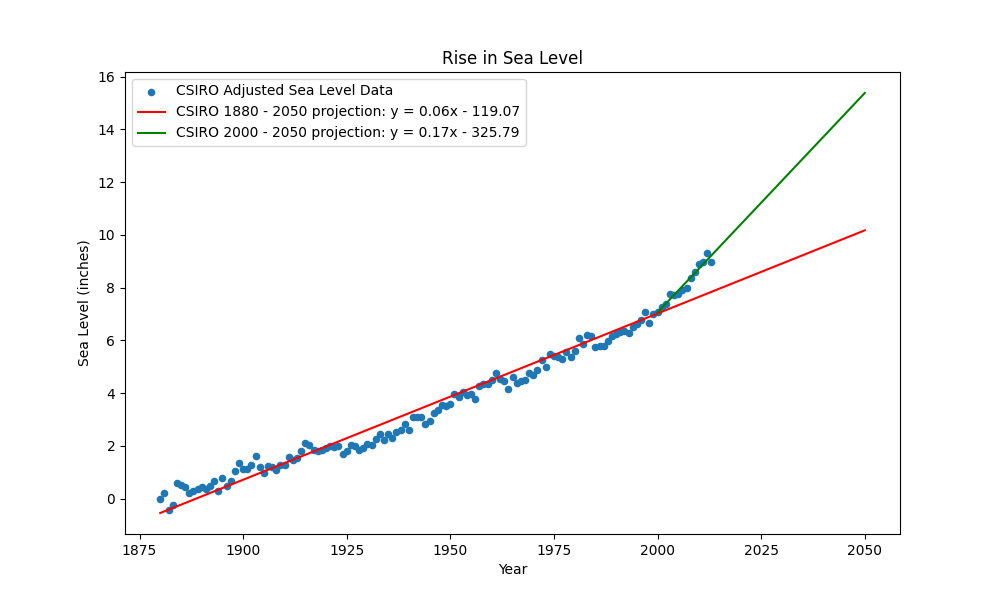 Rise in Sea Level
CSIRO Adjusted Sea Level Data
CSIRO 1880 - 2050 projection: y = 0.06x - 119.07
CSIRO 2000 - 2050 projection: y = 0.17x - 325.79
16
14
12
10
8
6
4
2
0
Sea Level (inches)
1875 1900 1925 1950 1975 2000 2025 2050
Year